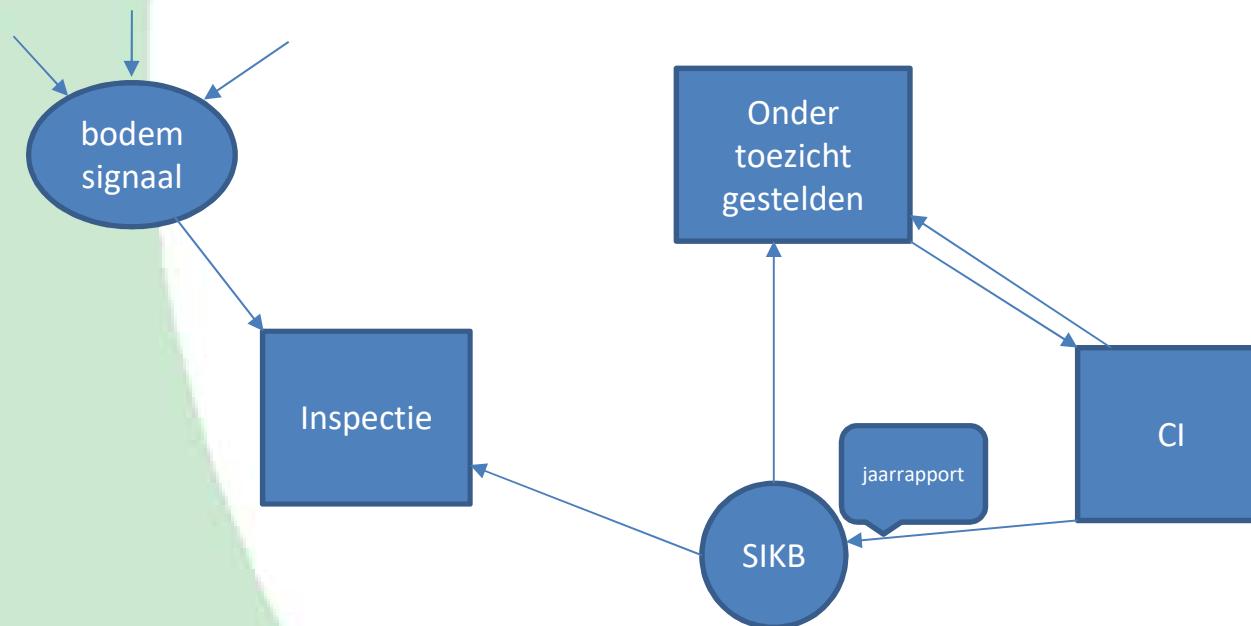 bodem
signaal
Onder
toezicht
gestelden
Inspectie
CI
jaarrapport
SIKB